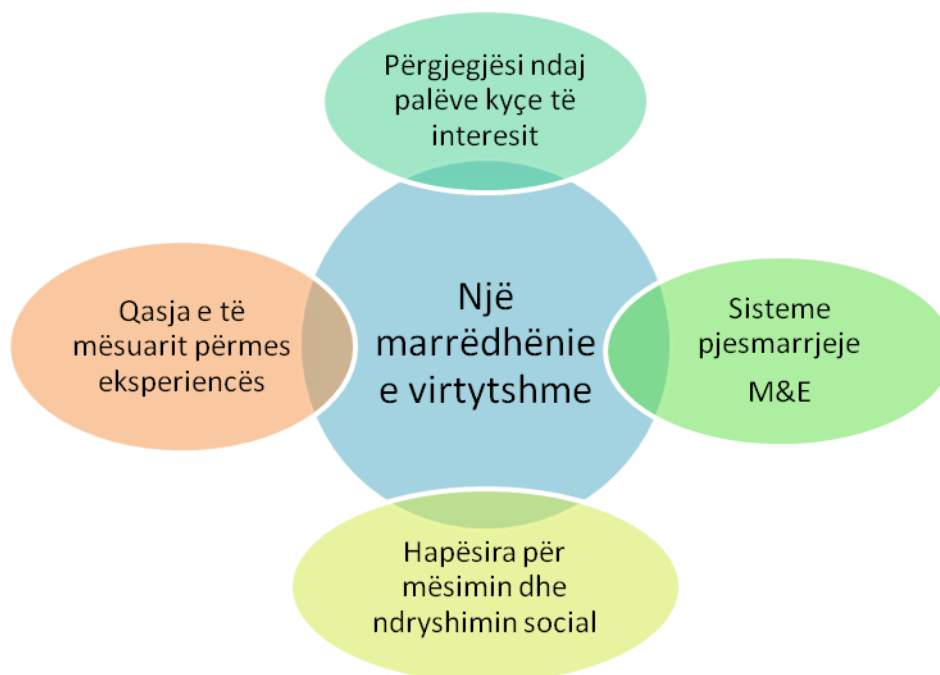 Përgjegjësi ndaj
palëve kyçe të
interesit
Qasja e të
mësuarit përmes
eksperiencës
Një
marrëdhënie
e virtytshme
Sisteme
pjesmarrjeje
M&E
Hapësira për
mësimin dhe
ndryshimin social